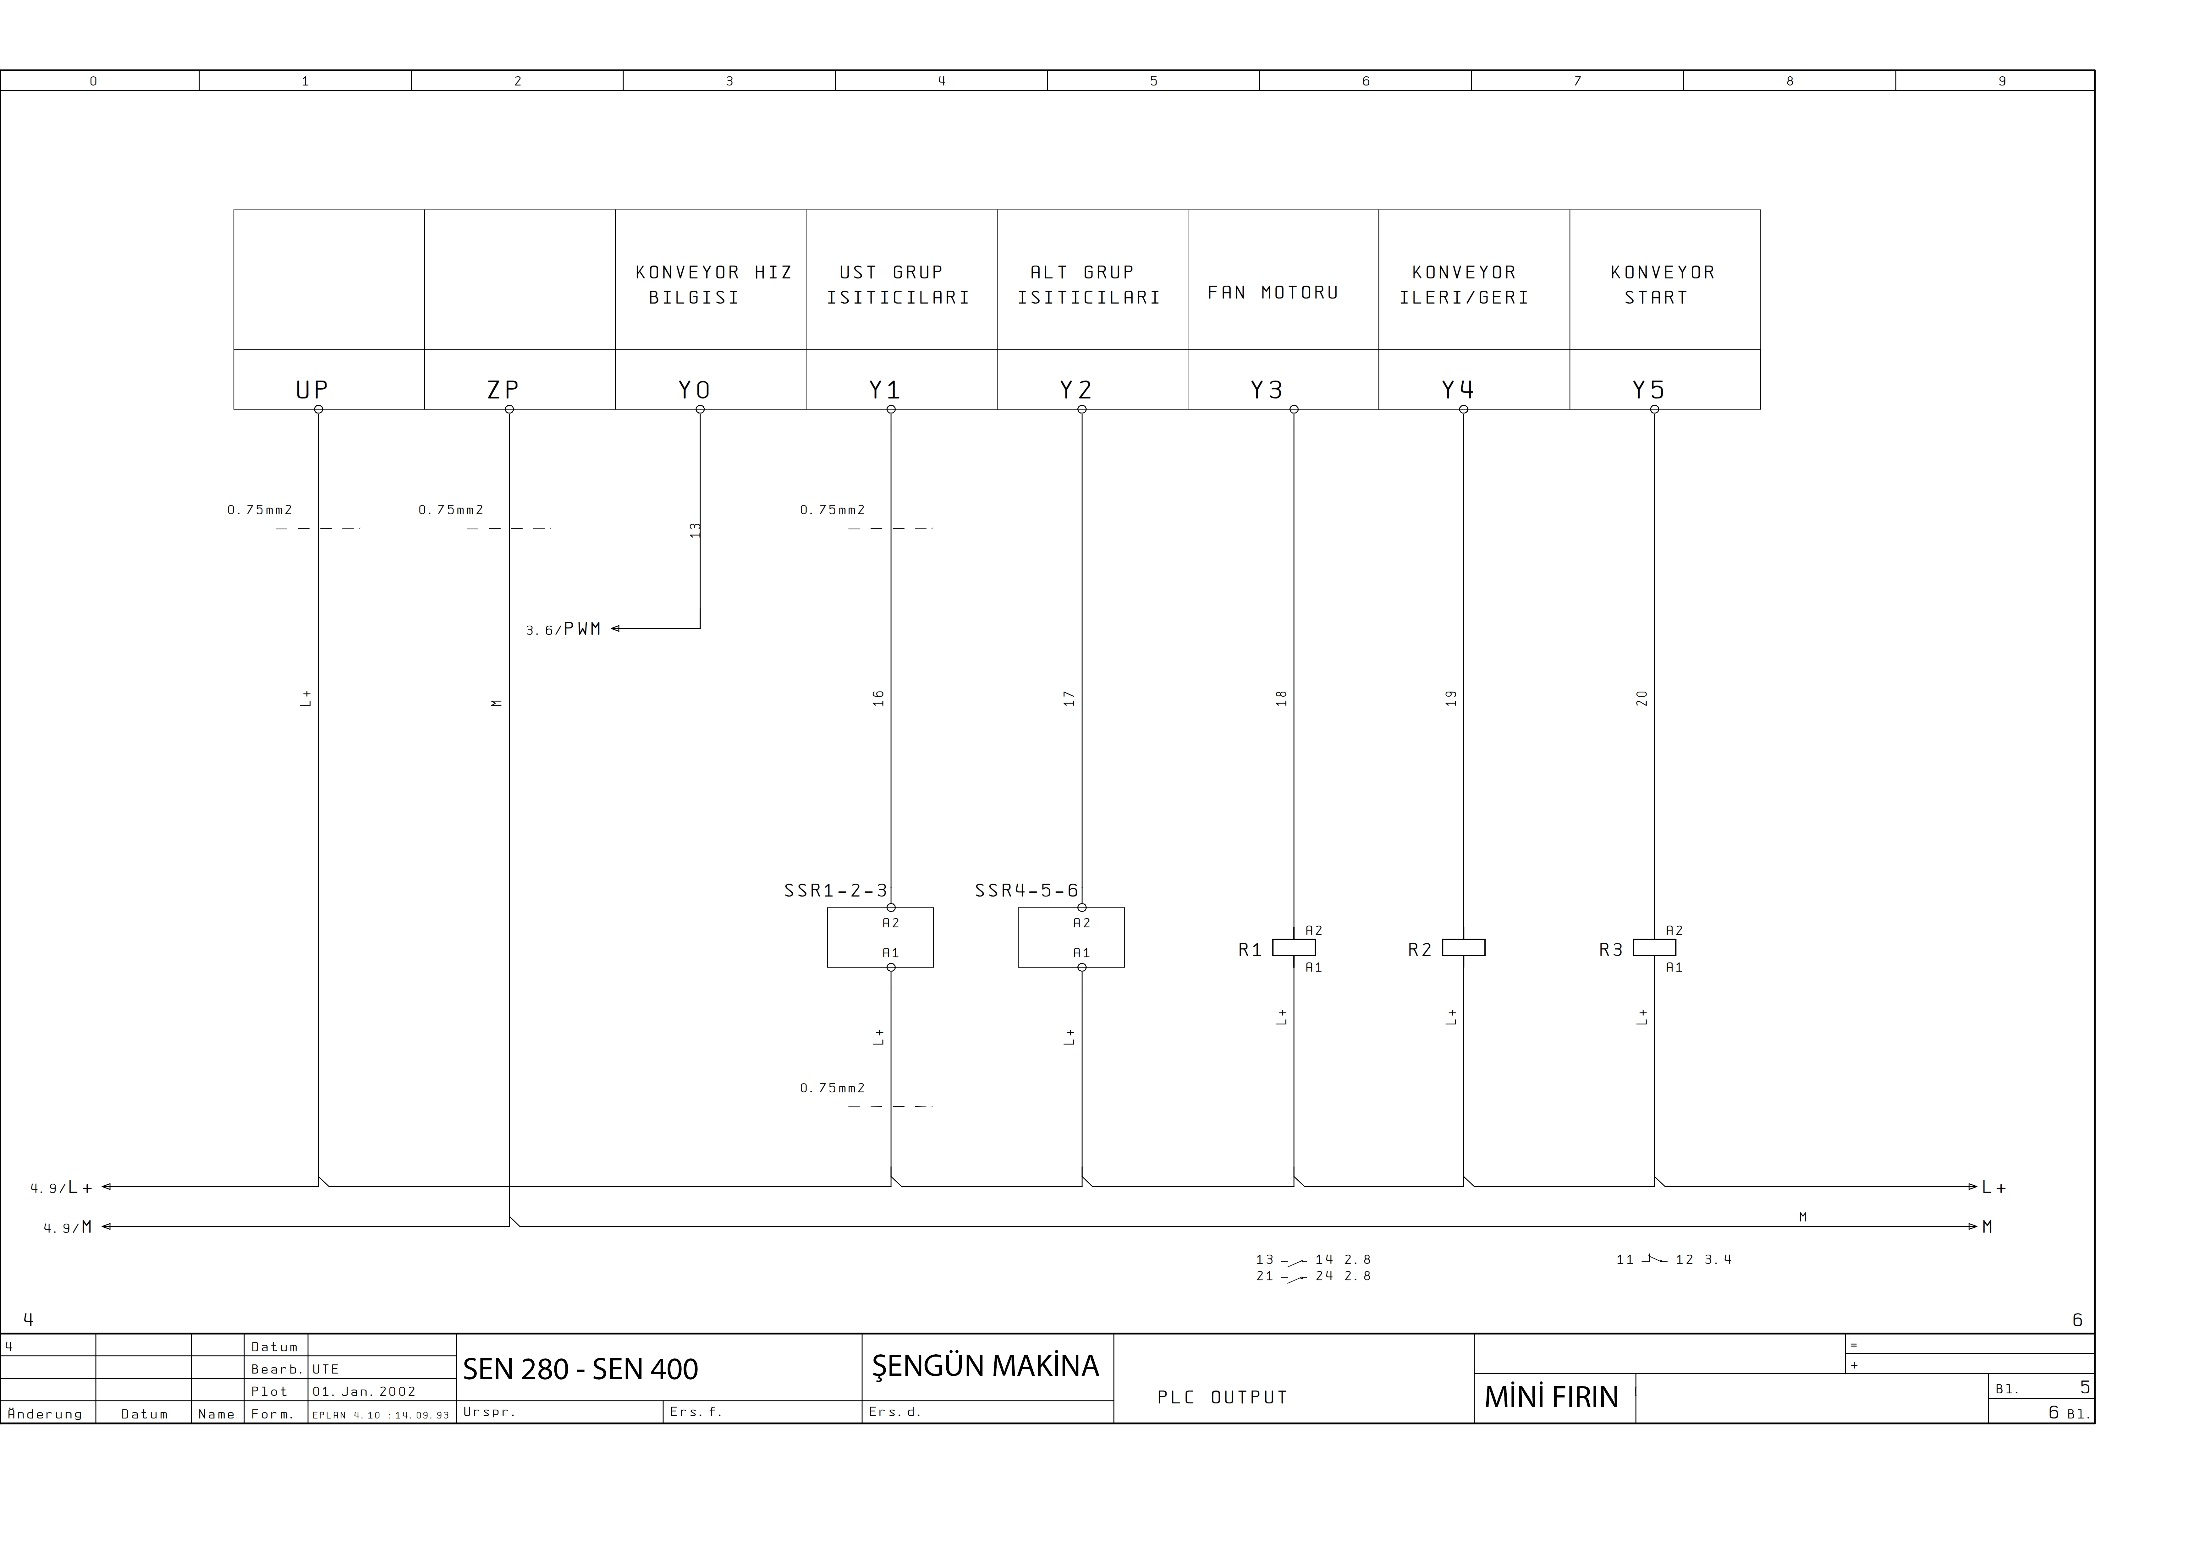 0 1 2 3 4 5 6 7 8 9
KONVEYOR HIZ
BILGISI
UST GRUP
ISITICILARI
ALT GRUP
ISITICILARI
FAN MOTORU
KONVEYOR
ILERI/GERI
KONVEYOR
START
UP ZP Y0 Y1 Y2 Y3 Y4 Y5
0.75mm2 0.75mm2 0.75mm2
13
3.6/PWM
L+ M 16 17 18 19 20
SSR1-2-3 SSR4-5-6
A2 A2
A1 A1
R1 A2 A1
R2
R3 A2 A1
L+ L+ L+ L+ L+
0.75mm2
4.9/L+ L+
4.9/M M M
13 14 2.8
21 24 2.8
11 12 3.4
4 6
4 Datum
Bearb. UTE
Plot 01.Jan.2002
Änderung Datum Name Form. EPLAN 4.10 :14.09.93
SEN 280 - SEN 400
Urspr. Ers.f. Ers.d.
ŞENGÜN MAKİNA
PLC OUTPUT
MİNİ FIRIN
=
+
Bl. 5
6 Bl.